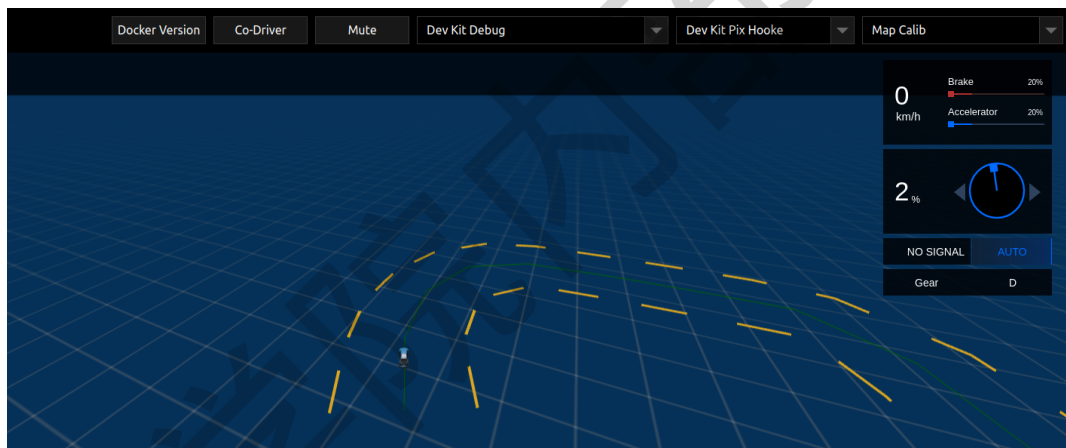 Docker Version Co-Driver Mute Dev Kit Debug Dev Kit Pix Hooke Map Calib
Brake 20%
0
km/h
Accelerator 20%
2 %
NO SIGNAL AUTO
Gear D